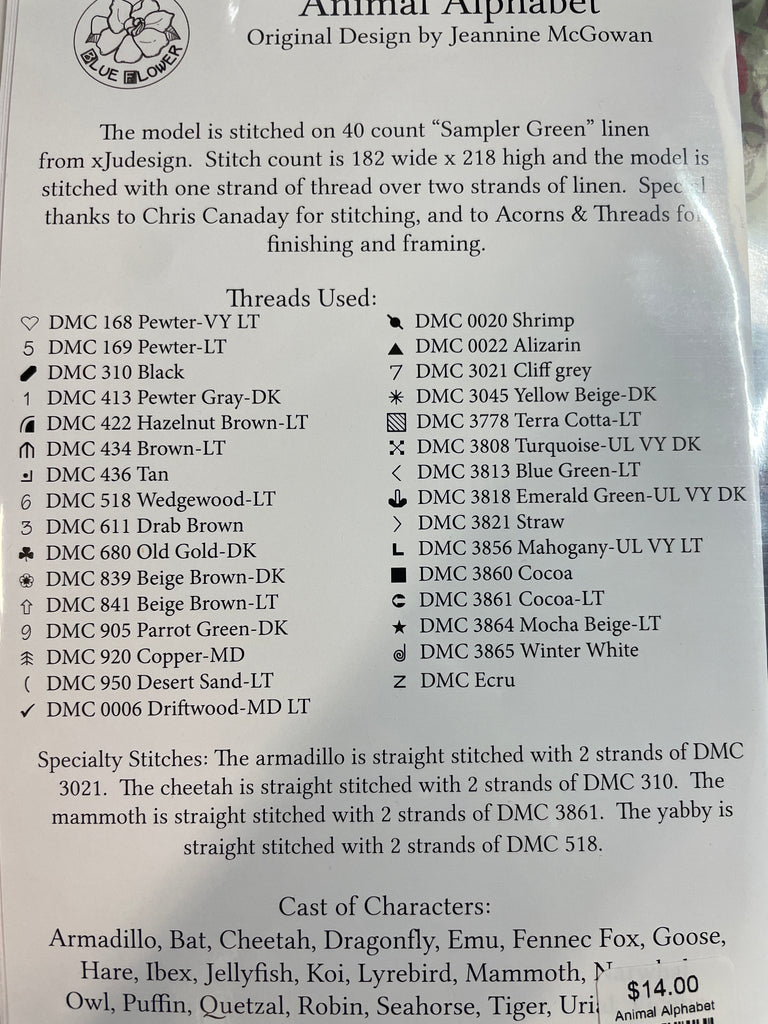 Animal Alphabet
BLUE FLOWER
Original Design by Jeannine McGowan
The model is stitched on 40 count “Sampler Green” linen
from xJudesign. Stitch count is 182 wide x 218 high and the model is
stitched with one strand of thread over two strands of linen. Special
thanks to Chris Canaday for stitching, and to Acorns & Threads for
finishing and framing.
Threads Used:
DMC 168 Pewter-VY LT
5 DMC 169 Pewter-LT
DMC 310 Black
1 DMC 413 Pewter Gray-DK
DMC 422 Hazelnut Brown-LT
DMC 434 Brown-LT
DMC 436 Tan
6 DMC 518 Wedgewood-LT
3 DMC 611 Drab Brown
♣ DMC 680 Old Gold-DK
DMC 839 Beige Brown-DK
⇧ DMC 841 Beige Brown-LT
9 DMC 905 Parrot Green-DK
DMC 920 Copper-MD
( DMC 950 Desert Sand-LT
✓ DMC 0006 Driftwood-MD LT
DMC 0020 Shrimp
▲ DMC 0022 Alizarin
7 DMC 3021 Cliff grey
DMC 3045 Yellow Beige-DK
DMC 3778 Terra Cotta-LT
DMC 3808 Turquoise-UL VY DK
< DMC 3813 Blue Green-LT
DMC 3818 Emerald Green-UL VY DK
> DMC 3821 Straw
L DMC 3856 Mahogany-UL VY LT
■ DMC 3860 Cocoa
DMC 3861 Cocoa-LT
★ DMC 3864 Mocha Beige-LT
DMC 3865 Winter White
Z DMC Ecru
Specialty Stitches: The armadillo is straight stitched with 2 strands of DMC
3021. The cheetah is straight stitched with 2 strands of DMC 310. The
mammoth is straight stitched with 2 strands of DMC 3861. The yabby is
straight stitched with 2 strands of DMC 518.
Cast of Characters:
Armadillo, Bat, Cheetah, Dragonfly, Emu, Fennec Fox, Goose,
Hare, Ibex, Jellyfish, Koi, Lyrebird, Mammoth,
Owl, Puffin, Quetzal, Robin, Seahorse, Tiger,
$14.00
Animal Alphabet